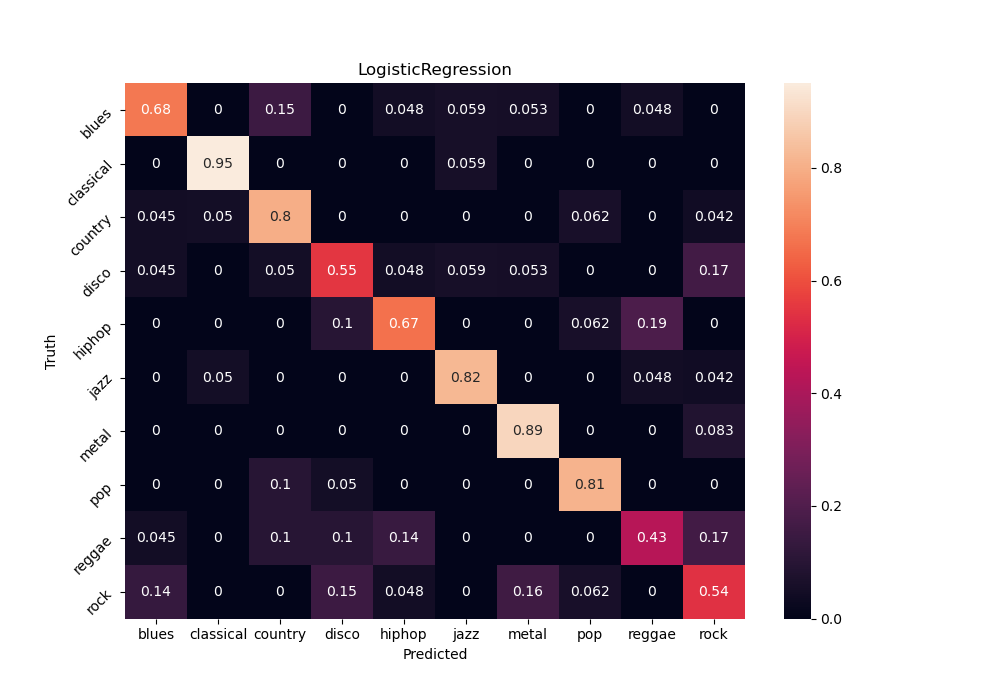 LogisticRegression
blues 0.68 0 0.15 0 0.048 0.059 0.053 0 0.048 0
classical 0 0.95 0 0 0 0.059 0 0 0 0
country 0.045 0.05 0.8 0 0 0 0 0.062 0 0.042
disco 0.045 0 0.05 0.55 0.048 0.059 0.053 0 0 0.17
hiphop 0 0 0 0.1 0.67 0 0 0.062 0.19 0
jazz 0 0.05 0 0 0 0.82 0 0 0.048 0.042
metal 0 0 0 0 0 0 0.89 0 0 0.083
pop 0 0 0.1 0.05 0 0 0 0.81 0 0
reggae 0.045 0 0.1 0.1 0.14 0 0 0 0.43 0.17
rock 0.14 0 0 0.15 0.048 0 0.16 0.062 0 0.54
blues classical country disco hiphop jazz metal pop reggae rock
Predicted
Truth
0.8
0.6
0.4
0.2
0.0